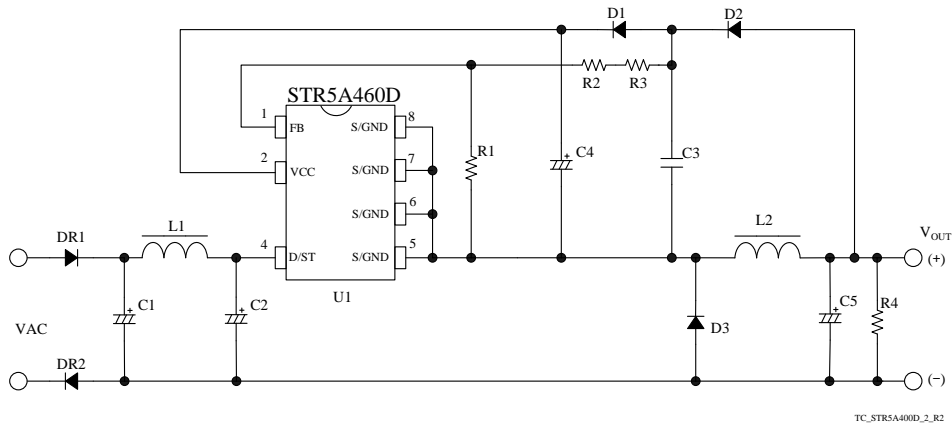 D1
D2
R2
R3
STR5A460D
1
FB
S/GND
8
2
VCC
S/GND
7
R1
C4
C3
S/GND
6
DR1
L1
4
D/ST
S/GND
5
L2
VOUT
(+)
U1
C1
C2
VAC
D3
C5
R4
DR2
(−)
TC_STR5A400D_2_R2